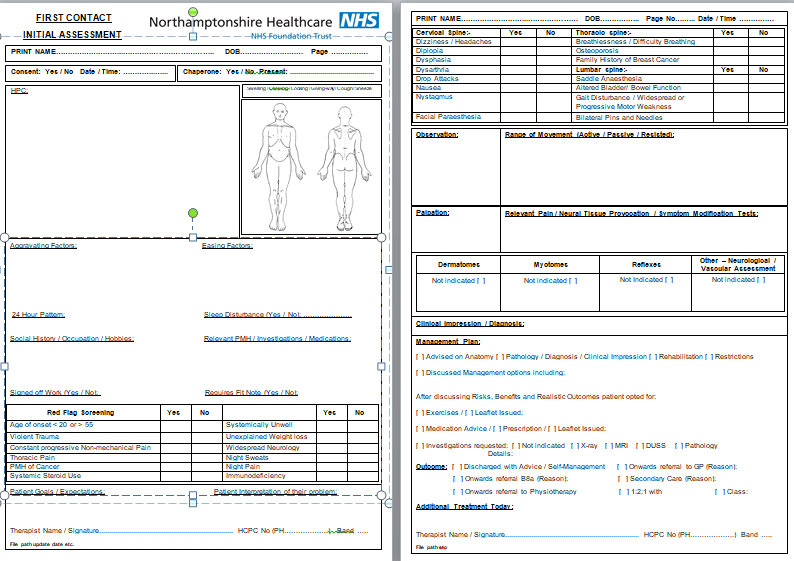 FIRST CONTACT
INITIAL ASSESSMENT
Northamptonshire Healthcare NHS
NHS Foundation Trust
PRINT NAME DOB Page
Consent: Yes / No Date / Time:
Chaperone: Yes / No Present:
HPC:
Swelling / Locking / Giving way / Cough / Sneeze
Aggravating Factors: Easing Factors:
24 Hour Pattern: Sleep Disturbance (Yes / No):
Social History / Occupation / Hobbies: Relevant PMH / Investigations / Medications:
Signed off Work (Yes / No): Requires Fit Note (Yes / No):
Red Flag Screening Yes No Yes No
Age of onset < 20 or > 55 Systemically Unwell
Violent Trauma Unexplained Weight loss
Constant progressive Non-mechanical Pain Widespread Neurology
Thoracic Pain Night Sweats
PMH of Cancer Night Pain
Systemic Steroid Use Immunodeficiency
Patient Goals / Expectations: Patient Interpretation of their problem:
Therapist Name / Signature HCPC No (PH ) Band
File path update date etc.
PRINT NAME DOB Page No Date / Time
Cervical Spine:- Yes No Thoracic spine:- Yes No
Dizziness / Headaches Breathlessness / Difficulty Breathing
Diplopia Osteoporosis
Dysphasia Family History of Breast Cancer
Dysarthria Lumbar spine:- Yes No
Drop Attacks Saddle Anaesthesia
Nausea Altered Bladder/ Bowel Function
Nystagmus Gait Disturbance / Widespread or
Progressive Motor Weakness
Facial Paraesthesia Bilateral Pins and Needles
Observation: Range of Movement (Active / Passive / Resisted):
Palpation: Relevant Pain / Neural Tissue Provocation / Symptom Modification Tests:
Dermatomes Myotomes Reflexes Other – Neurological /
Vascular Assessment
Not indicated [ ] Not indicated [ ] Not indicated [ ] Not indicated [ ]
Clinical Impression / Diagnosis:
Management Plan:
[ ] Advised on Anatomy [ ] Pathology / Diagnosis / Clinical Impression [ ] Rehabilitation [ ] Restrictions
[ ] Discussed Management options including:
After discussing Risks, Benefits and Realistic Outcomes patient opted for:
[ ] Exercises / [ ] Leaflet Issued:
[ ] Medication Advice / [ ] Prescription / [ ] Leaflet Issued:
[ ] Investigations requested: [ ] Not indicated [ ] X-ray [ ] MRI [ ] DUSS [ ] Pathology
Details:
Outcome: [ ] Discharged with Advice / Self-Management [ ] Onwards referral to GP (Reason):
[ ] Onwards referral B8a (Reason): [ ] Secondary Care (Reason):
[ ] Onwards referral to Physiotherapy [ ] 1:2:1 with [ ] Class:
Additional Treatment Today:
Therapist Name / Signature HCPC No (PH ) Band
File path